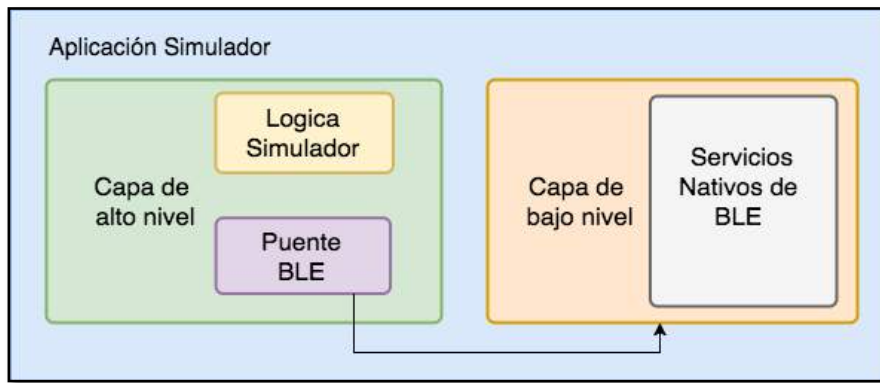 Aplicación Simulador
Logica
Simulador
Capa de
alto nivel
Puente
BLE
Capa de
bajo nivel
Servicios
Nativos de
BLE